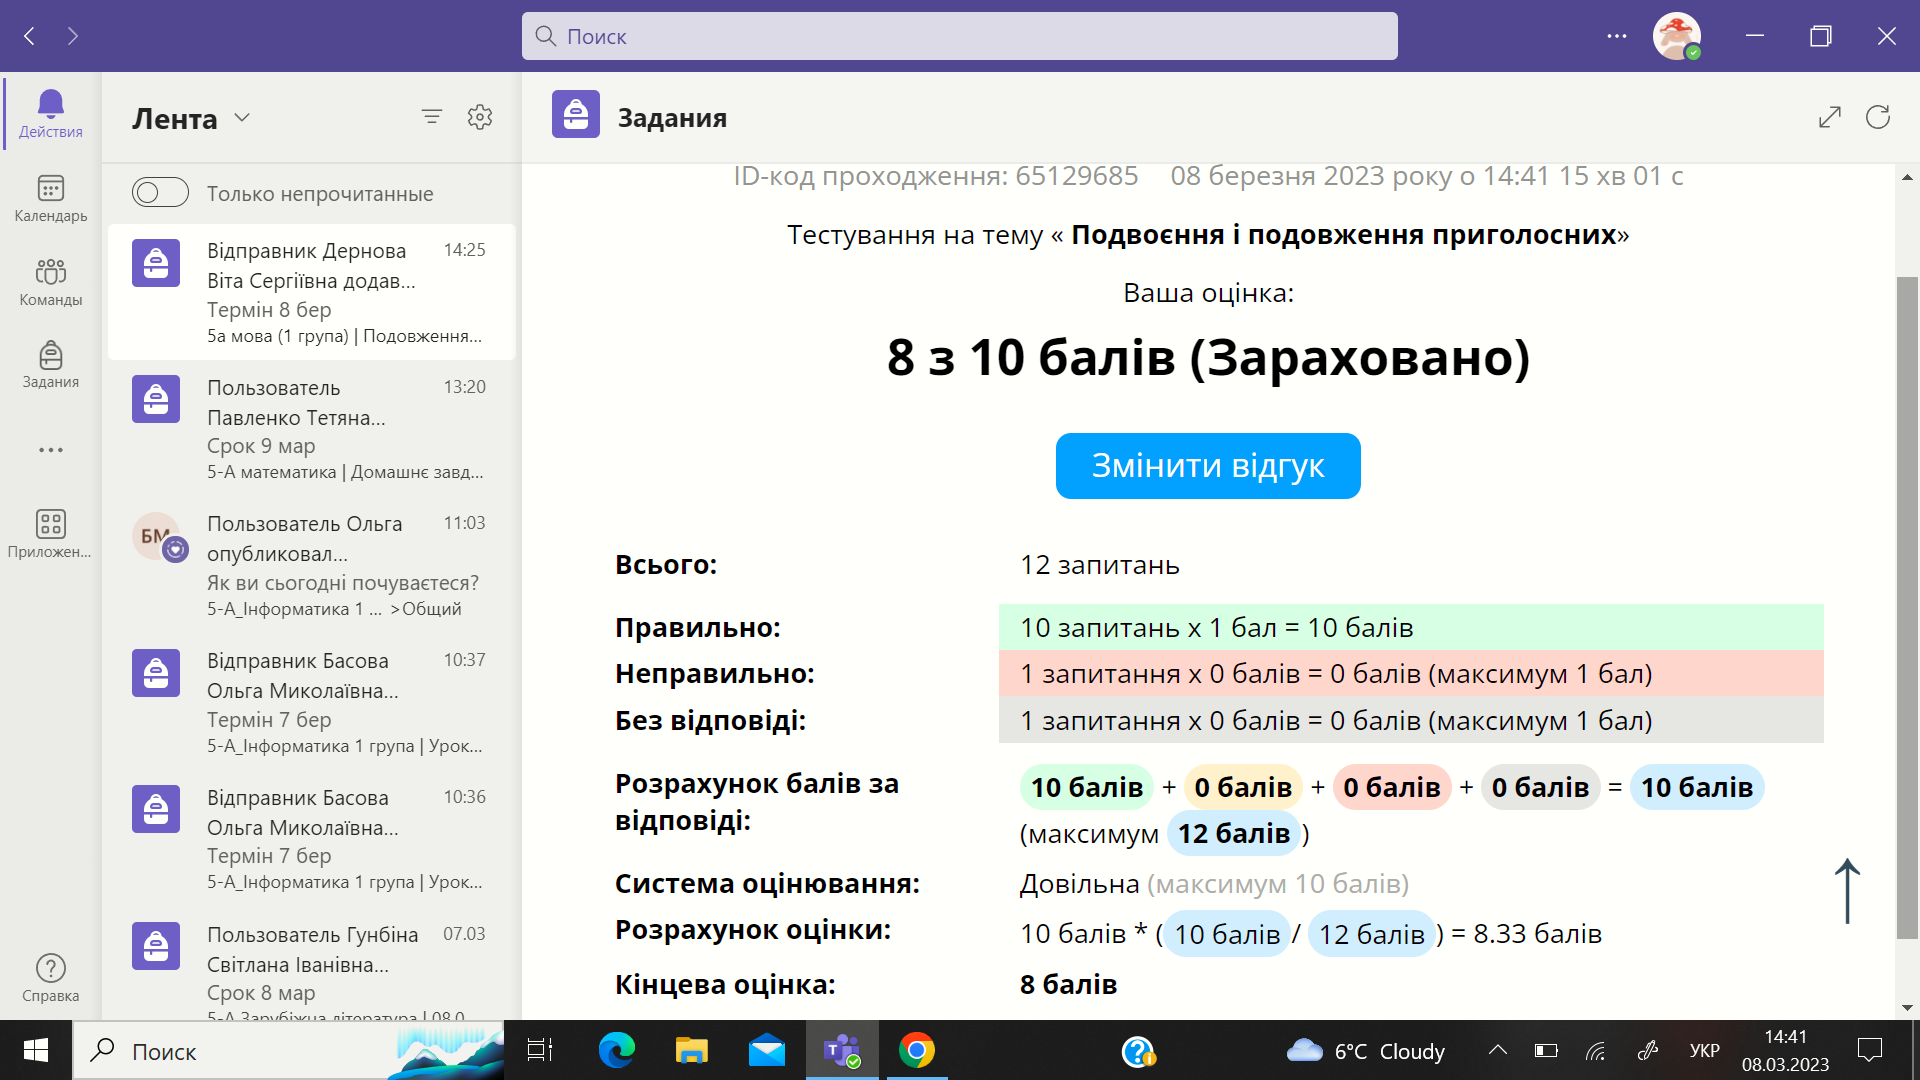 Поиск
Действия
Календарь
Команды
Задания
Приложен...
Справка
Лента
Только непрочитанные
Відправник Дернова 14:25
Віта Сергіївна додав...
Термін 8 бер
5а мова (1 група) | Подовження...
Пользователь 13:20
Павленко Тетяна...
Срок 9 мар
5-А математика | Домашнє завд...
БМ
Пользователь Ольга 11:03
опубликовал...
Як ви сьогодні почуваєтеся?
5-А_Інформатика 1 ... >Общий
Відправник Басова 10:37
Ольга Миколаївна...
Термін 7 бер
5-А_Інформатика 1 група | Урок...
Відправник Басова 10:36
Ольга Миколаївна...
Термін 7 бер
5-А_Інформатика 1 група | Урок...
Пользователь Гунбіна 07.03
Світлана Іванівна...
Срок 8 мар
5-А Зарубіжна література | 08.0
Задания
ID-код проходження: 65129685 08 березня 2023 року о 14:41 15 хв 01 с
Тестування на тему « Подвоєння і подовження приголосних»
Ваша оцінка:
8 з 10 балів (Зараховано)
Змінити відгук
Всього: 12 запитань
Правильно: 10 запитань x 1 бал = 10 балів
Неправильно: 1 запитання x 0 балів = 0 балів (максимум 1 бал)
Без відповіді: 1 запитання x 0 балів = 0 балів (максимум 1 бал)
Розрахунок балів за відповіді: 10 балів + 0 балів + 0 балів + 0 балів = 10 балів
(максимум 12 балів )
Система оцінювання: Довільна (максимум 10 балів)
Розрахунок оцінки: 10 балів * ( 10 балів / 12 балів ) = 8.33 балів
Кінцева оцінка: 8 балів
Поиск
6°C Cloudy
УКР
14:41
08.03.2023